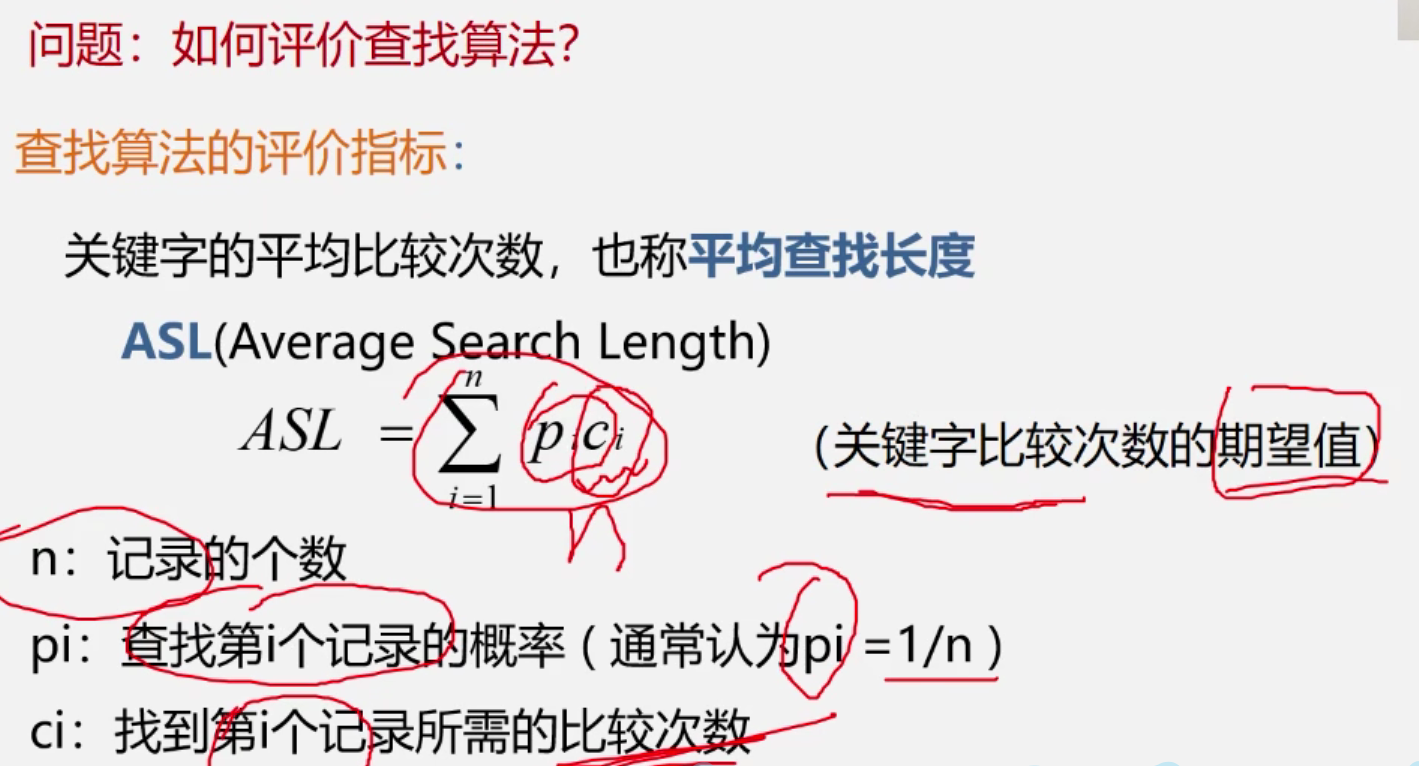 问题：如何评价查找算法？
查找算法的评价指标：
关键字的平均比较次数，也称平均查找长度
ASL(Average Search Length)
ASL = ∑ᵢ₌₁ⁿ pᵢcᵢ （关键字比较次数的期望值）
n：记录的个数
pi：查找第i个记录的概率 ( 通常认为pi =1/n )
ci：找到第i个记录所需的比较次数